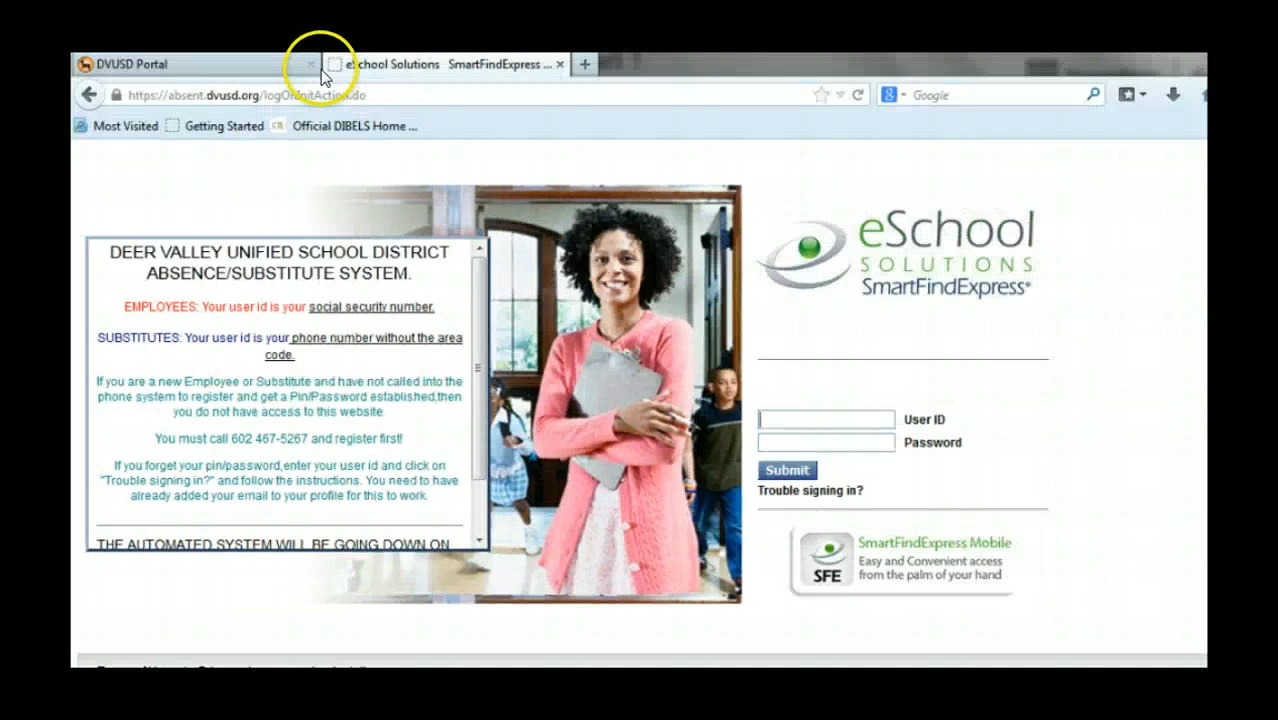 DVUSD Portal
eSchool Solutions SmartFindExpress ...
https://absent.dvusd.org/logOnInitAction.do
Google
Most Visited
Getting Started
Official DIBELS Home ...
DEER VALLEY UNIFIED SCHOOL DISTRICT
ABSENCE/SUBSTITUTE SYSTEM.
EMPLOYEES: Your user id is your social security number.
SUBSTITUTES: Your user id is your phone number without the area
code.
If you are a new Employee or Substitute and have not called into the
phone system to register and get a Pin/Password established,then
you do not have access to this website.
You must call 602 467-5267 and register first!
If you forget your pin/password,enter your user id and click on
"Trouble signing in?" and follow the instructions. You need to have
already added your email to your profile for this to work.
THE AUTOMATED SYSTEM WILL BE GOING DOWN ON
eSchool
SOLUTIONS
SmartFindExpress®
User ID
Password
Submit
Trouble signing in?
SFE
SmartFindExpress Mobile
Easy and Convenient access
from the palm of your hand